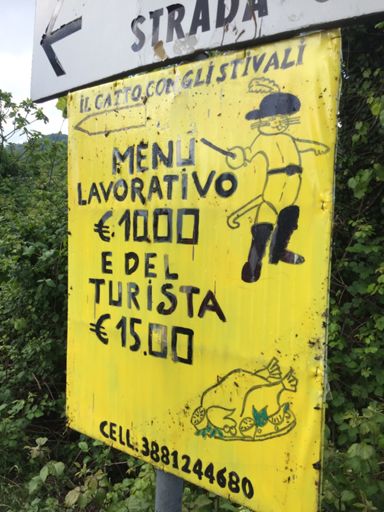 STRADA
IL GATTO CON GLI STIVALI
MENU
LAVORATIVO
€.10.00
E DEL
TURISTA
€15.00
CELL. 3881244680